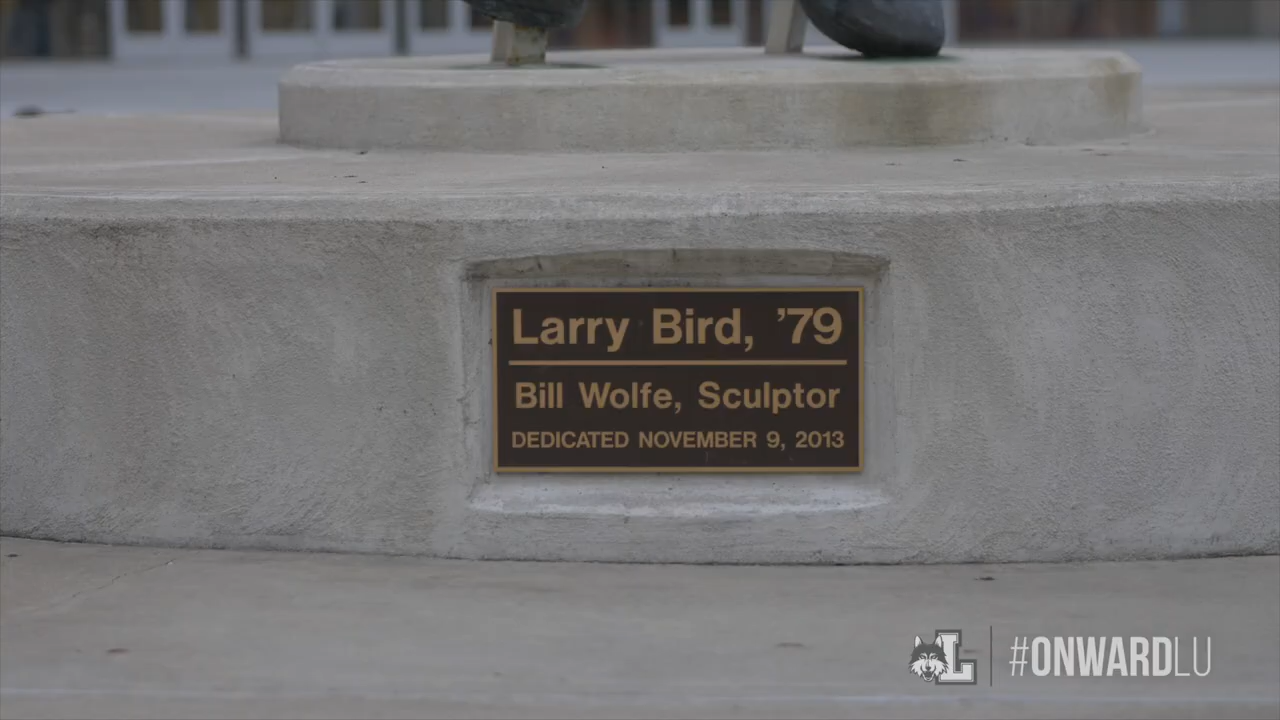 Larry Bird, ’79
Bill Wolfe, Sculptor
DEDICATED NOVEMBER 9, 2013
L
#ONWARDLU